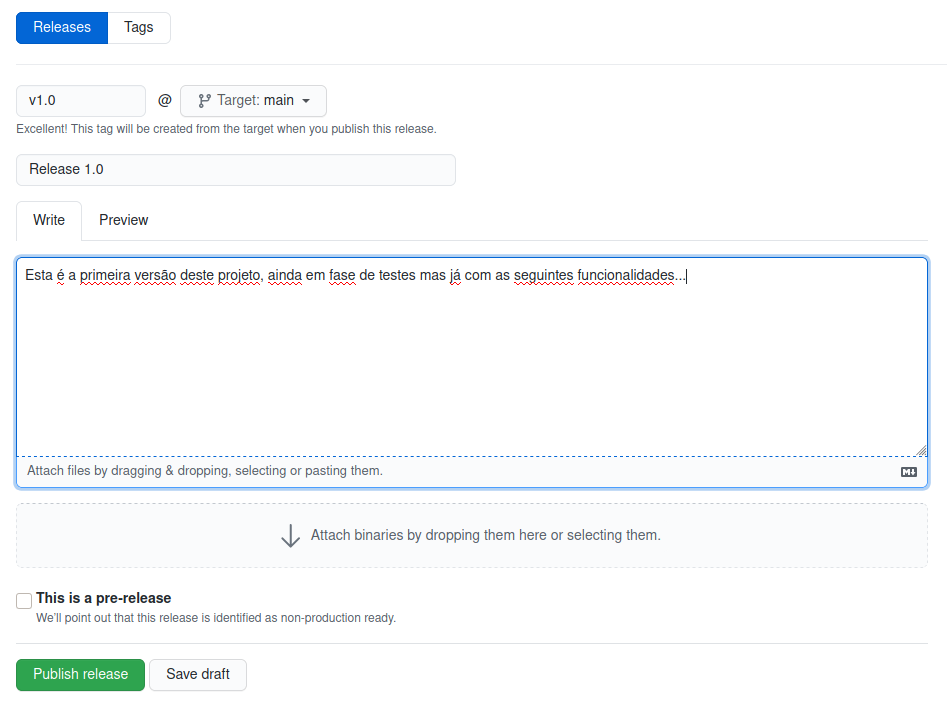 Releases Tags
v1.0 @ Target: main
Excellent! This tag will be created from the target when you publish this release.
Release 1.0
Write Preview
Esta é a primeira versão deste projeto, ainda em fase de testes mas já com as seguintes funcionalidades...
Attach files by dragging & dropping, selecting or pasting them.
Attach binaries by dropping them here or selecting them.
This is a pre-release
We'll point out that this release is identified as non-production ready.
Publish release Save draft